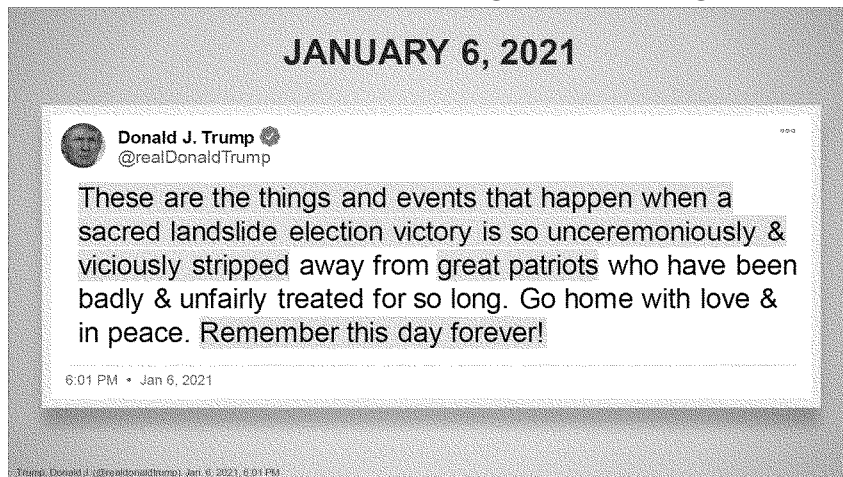 JANUARY 6, 2021
Donald J. Trump
@realDonaldTrump
These are the things and events that happen when a
sacred landslide election victory is so unceremoniously &
viciously stripped away from great patriots who have been
badly & unfairly treated for so long. Go home with love &
in peace. Remember this day forever!
6:01 PM • Jan 6, 2021
Trump, Donald J. (@realdonaldtrump). Jan. 6, 2021, 6:01 PM